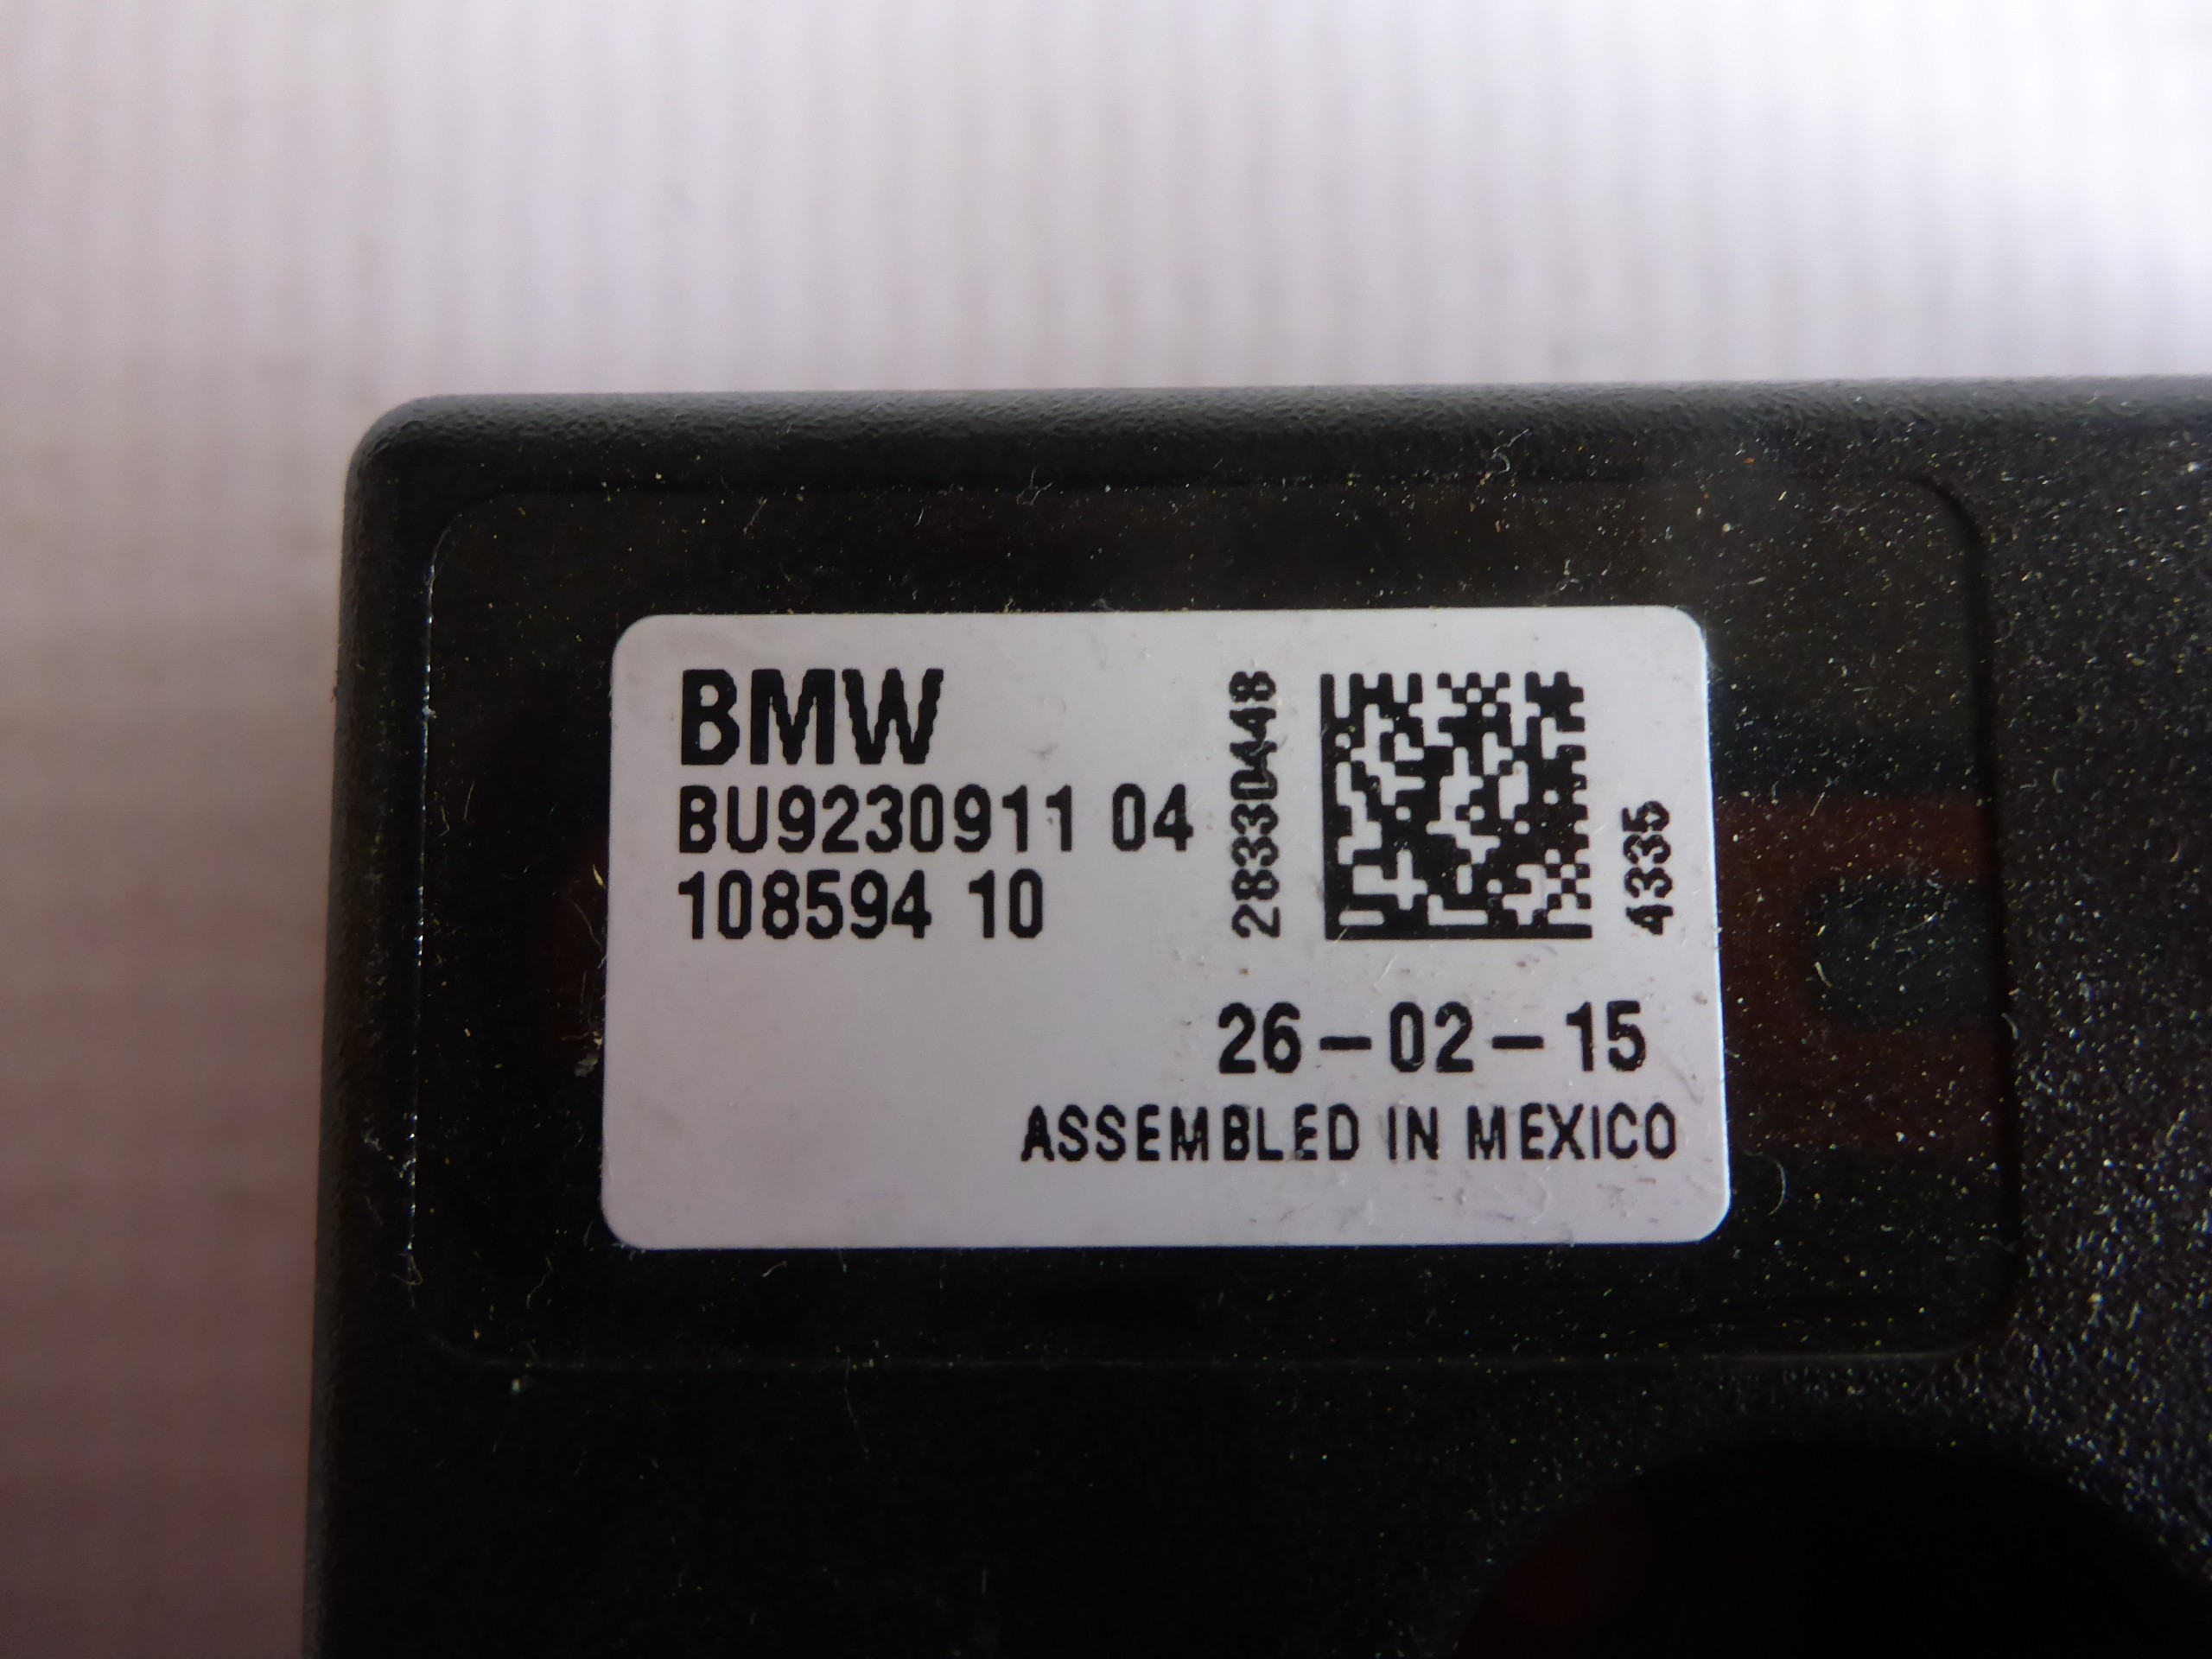 BMW
BU9230911 04
108594 10
28330448
4335
26-02-15
ASSEMBLED IN MEXICO